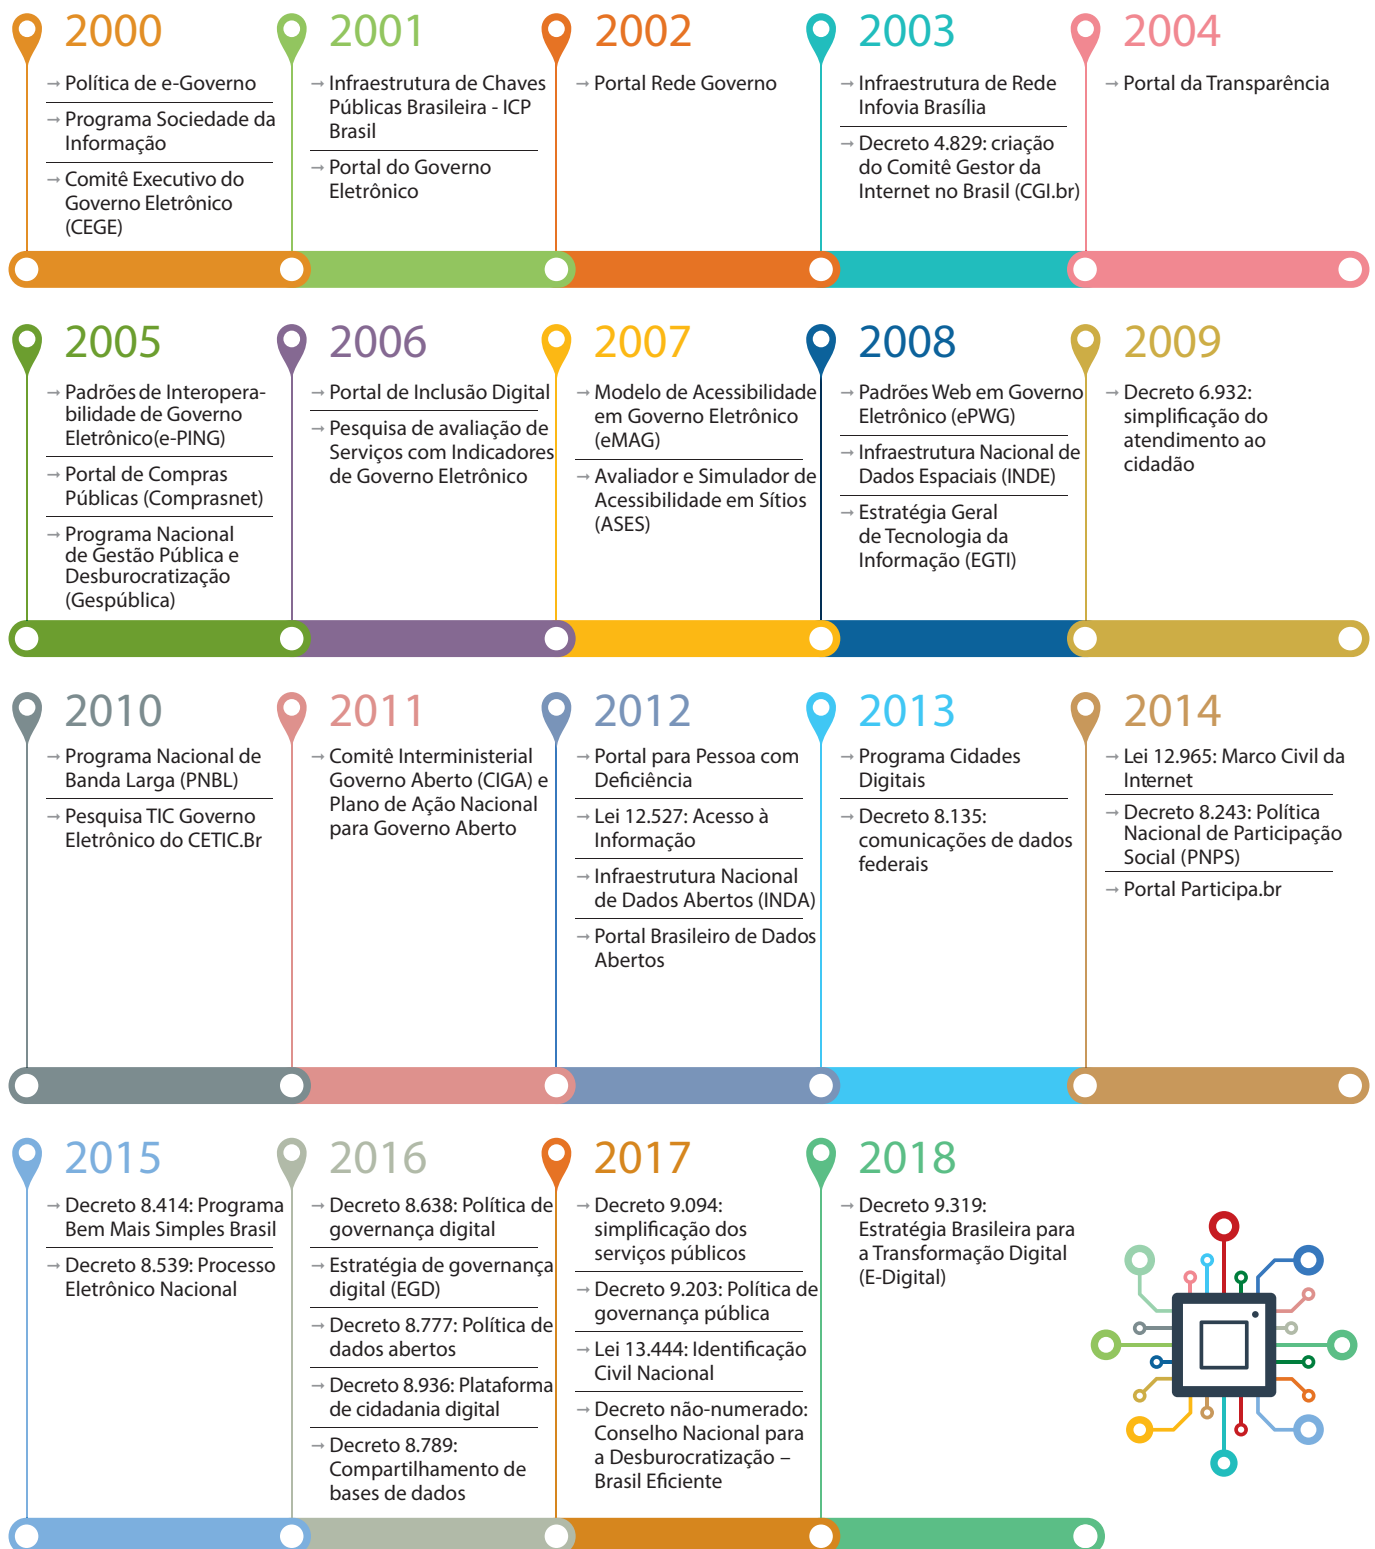 2000
→ Política de e-Governo
→ Programa Sociedade da
Informação
→ Comitê Executivo do
Governo Eletrônico
(CEGE)
2001
→ Infraestrutura de Chaves
Públicas Brasileira - ICP
Brasil
→ Portal do Governo
Eletrônico
2002
→ Portal Rede Governo
2003
→ Infraestrutura de Rede
Infovia Brasília
→ Decreto 4.829: criação
do Comitê Gestor da
Internet no Brasil (CGI.br)
2004
→ Portal da Transparência
2005
→ Padrões de Interopera-
bilidade de Governo
Eletrônico(e-PING)
→ Portal de Compras
Públicas (Comprasnet)
→ Programa Nacional
de Gestão Pública e
Desburocratização
(Gespública)
2006
→ Portal de Inclusão Digital
→ Pesquisa de avaliação de
Serviços com Indicadores
de Governo Eletrônico
2007
→ Modelo de Acessibilidade
em Governo Eletrônico
(eMAG)
→ Avaliador e Simulador de
Acessibilidade em Sítios
(ASES)
2008
→ Padrões Web em Governo
Eletrônico (ePWG)
→ Infraestrutura Nacional de
Dados Espaciais (INDE)
→ Estratégia Geral
de Tecnologia da
Informação (EGTI)
2009
→ Decreto 6.932:
simplificação do
atendimento ao
cidadão
2010
→ Programa Nacional de
Banda Larga (PNBL)
→ Pesquisa TIC Governo
Eletrônico do CETIC.Br
2011
→ Comitê Interministerial
Governo Aberto (CIGA) e
Plano de Ação Nacional
para Governo Aberto
2012
→ Portal para Pessoa com
Deficiência
→ Lei 12.527: Acesso à
Informação
→ Infraestrutura Nacional
de Dados Abertos (INDA)
→ Portal Brasileiro de Dados
Abertos
2013
→ Programa Cidades
Digitais
→ Decreto 8.135:
comunicações de dados
federais
2014
→ Lei 12.965: Marco Civil da
Internet
→ Decreto 8.243: Política
Nacional de Participação
Social (PNPS)
→ Portal Participa.br
2015
→ Decreto 8.414: Programa
Bem Mais Simples Brasil
→ Decreto 8.539: Processo
Eletrônico Nacional
2016
→ Decreto 8.638: Política de
governança digital
→ Estratégia de governança
digital (EGD)
→ Decreto 8.777: Política de
dados abertos
→ Decreto 8.936: Plataforma
de cidadania digital
→ Decreto 8.789:
Compartilhamento de
bases de dados
2017
→ Decreto 9.094:
simplificação dos
serviços públicos
→ Decreto 9.203: Política de
governança pública
→ Lei 13.444: Identificação
Civil Nacional
→ Decreto não-numerado:
Conselho Nacional para
a Desburocratização –
Brasil Eficiente
2018
→ Decreto 9.319:
Estratégia Brasileira para
a Transformação Digital
(E-Digital)